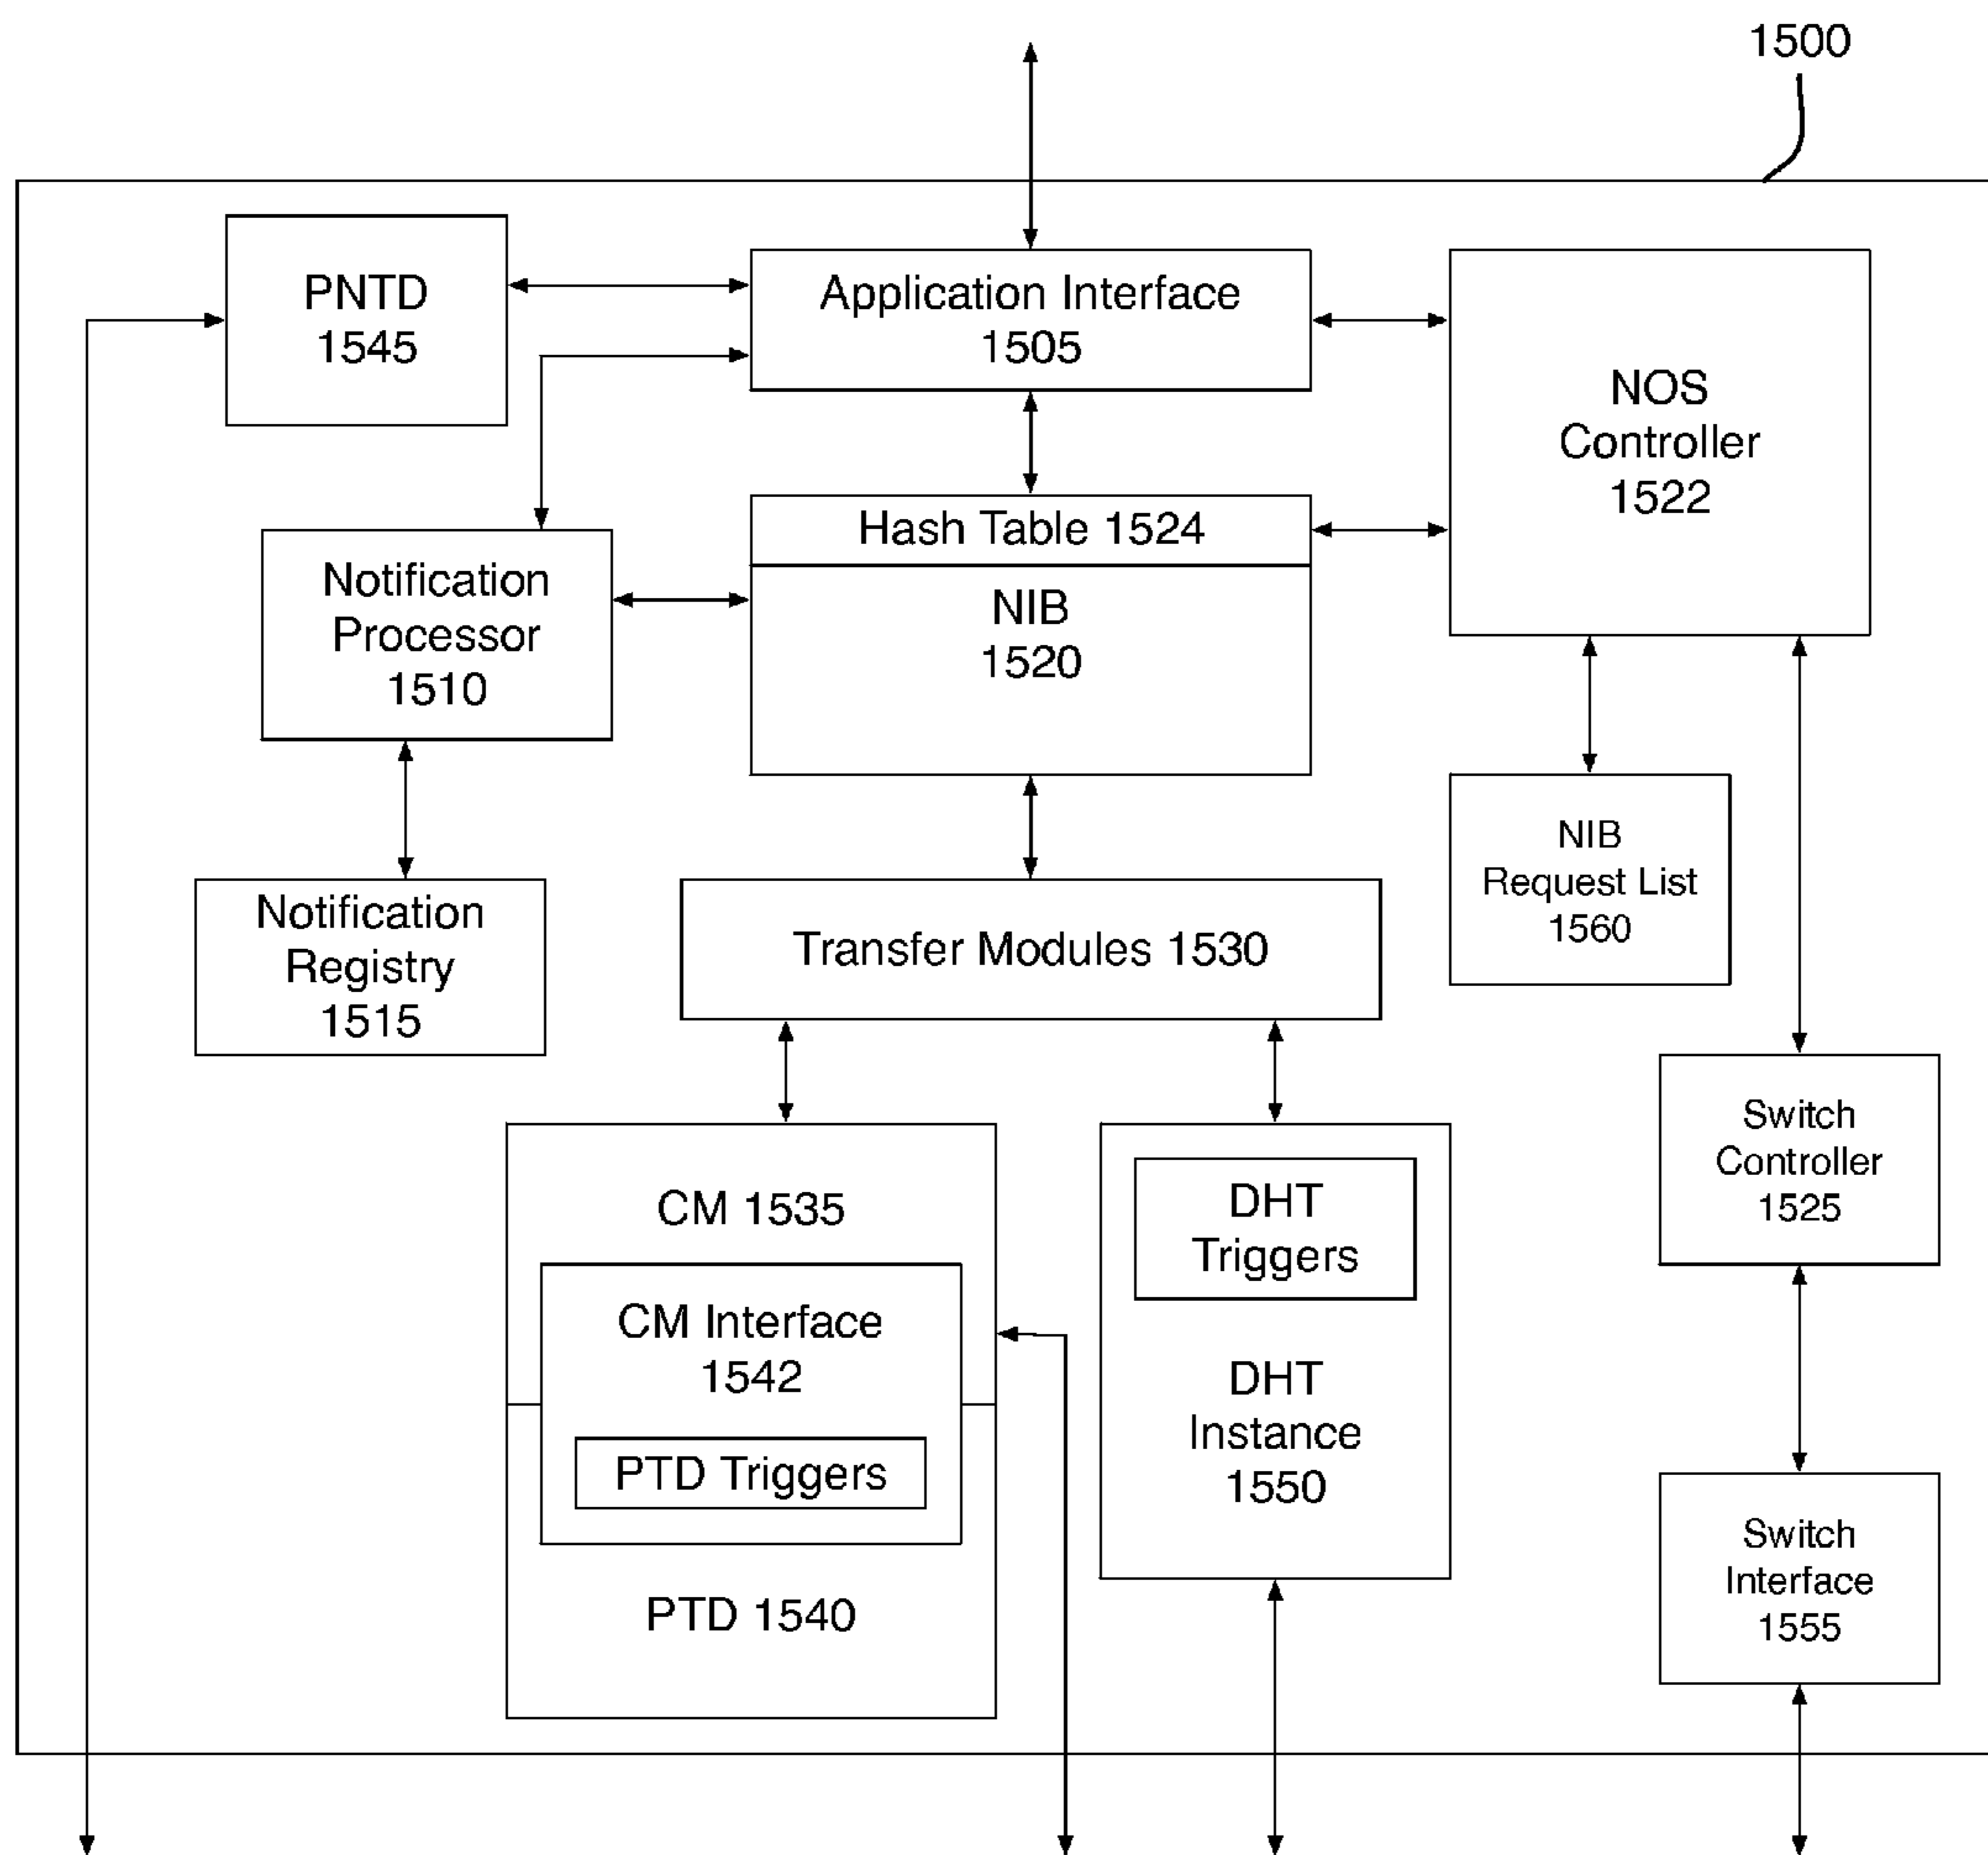 1500
PNTD
1545
Application Interface
1505
NOS
Controller
1522
Hash Table 1524
NIB
1520
Notification
Processor
1510
Notification
Registry
1515
Transfer Modules 1530
NIB
Request List
1560
CM 1535
CM Interface
1542
PTD Triggers
PTD 1540
DHT
Triggers
DHT
Instance
1550
Switch
Controller
1525
Switch
Interface
1555